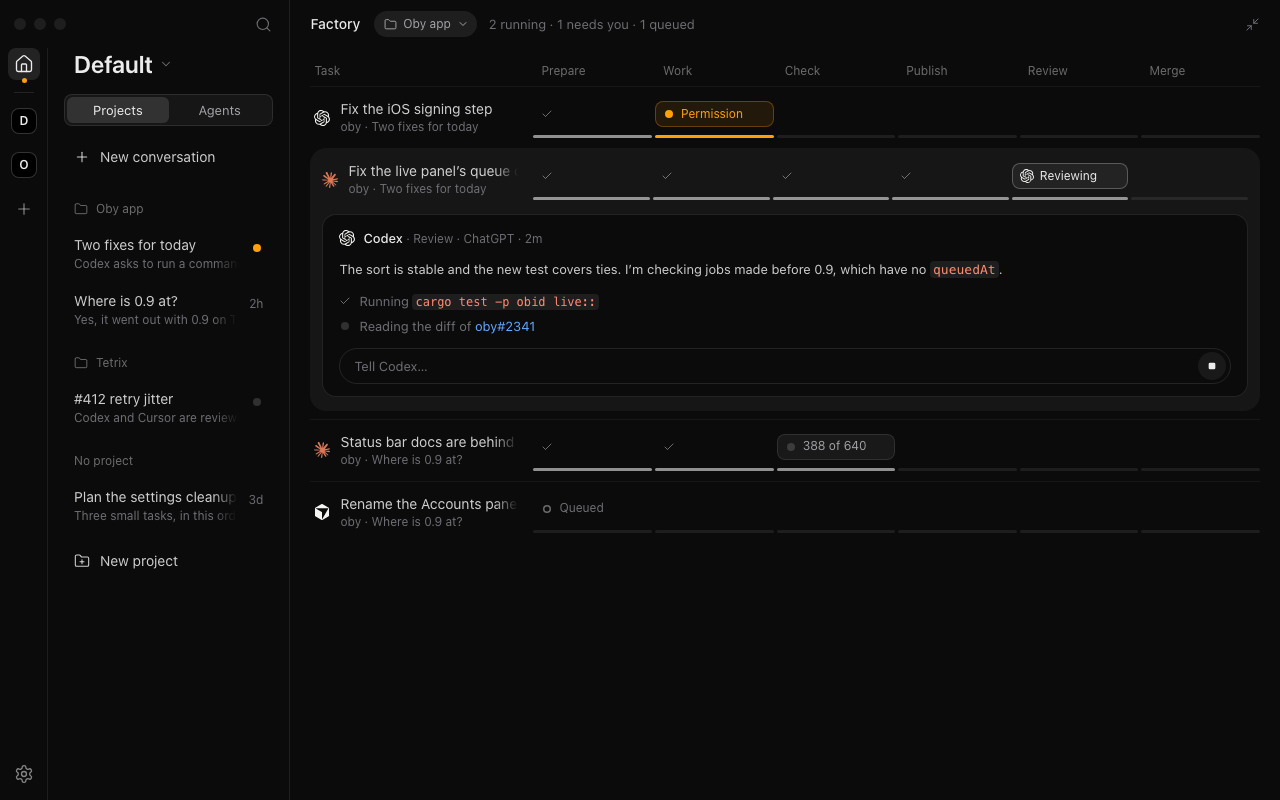 Factory
Oby app
2 running · 1 needs you · 1 queued
Default
Projects
Agents
D
O
New conversation
Oby app
Two fixes for today
Codex asks to run a comman
Where is 0.9 at?
2h
Yes, it went out with 0.9 on T
Tetrix
#412 retry jitter
Codex and Cursor are review
No project
Plan the settings cleanup
3d
Three small tasks, in this ord
New project
Task
Prepare
Work
Check
Publish
Review
Merge
Fix the iOS signing step
oby · Two fixes for today
Permission
Fix the live panel’s queue
oby · Two fixes for today
Reviewing
Codex · Review · ChatGPT · 2m
The sort is stable and the new test covers ties. I’m checking jobs made before 0.9, which have no queuedAt.
Running cargo test -p obid live::
Reading the diff of oby#2341
Tell Codex…
Status bar docs are behind
oby · Where is 0.9 at?
388 of 640
Rename the Accounts pane
oby · Where is 0.9 at?
Queued